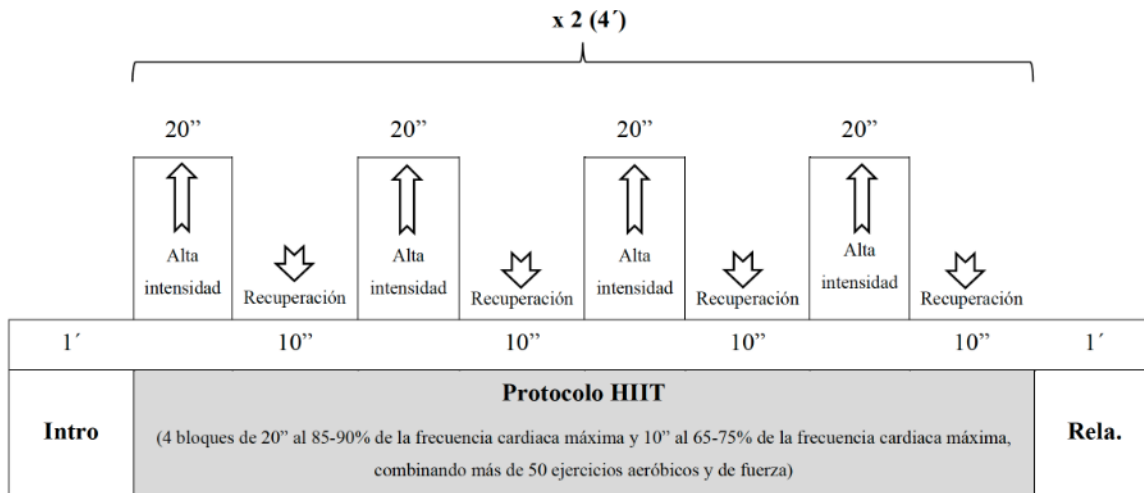 x 2 (4´)
20” 20” 20” 20”
Alta intensidad
Recuperación
Alta intensidad
Recuperación
Alta intensidad
Recuperación
Alta intensidad
Recuperación
1´ 10” 10” 10” 10” 1´
Intro
Protocolo HIIT
(4 bloques de 20” al 85-90% de la frecuencia cardiaca máxima y 10” al 65-75% de la frecuencia cardiaca máxima,
combinando más de 50 ejercicios aeróbicos y de fuerza)
Rela.